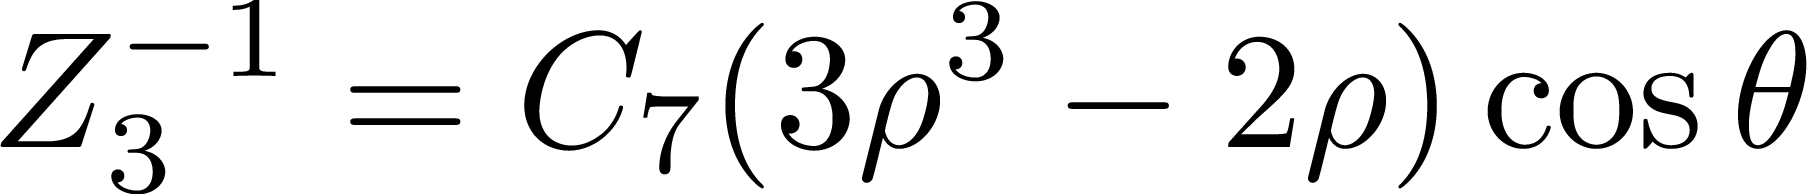 $Z_3^{-1} = C_7(3\rho^3 - 2\rho)\cos\theta$